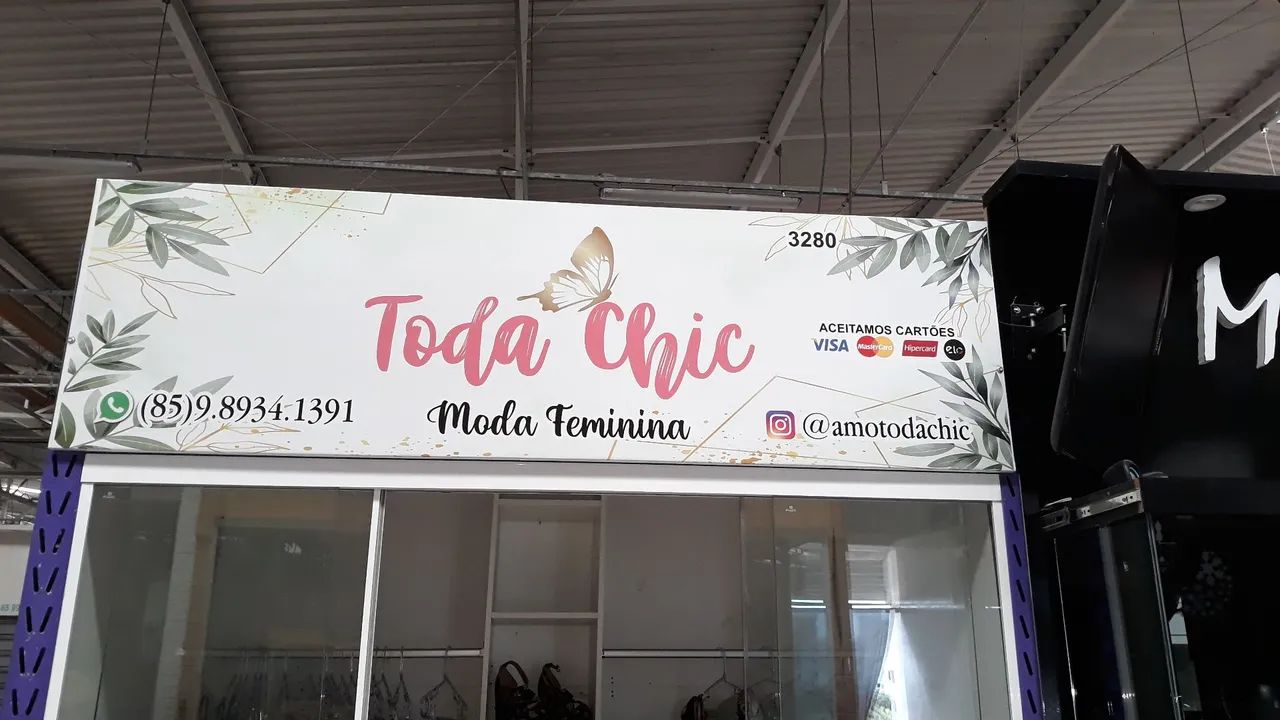 3280
Toda Chic
ACEITAMOS CARTÕES
VISA MasterCard Hipercard elo
(85)9.8934.1391
Moda Feminina
@amotodachic
M